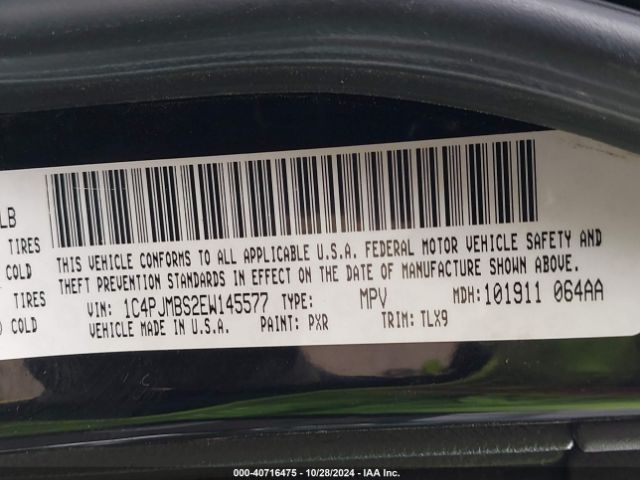 LB
TIRES
COLD
TIRES
COLD
THIS VEHICLE CONFORMS TO ALL APPLICABLE U.S.A. FEDERAL MOTOR VEHICLE SAFETY AND
THEFT PREVENTION STANDARDS IN EFFECT ON THE DATE OF MANUFACTURE SHOWN ABOVE.
VIN: 1C4PJMBS2EW145577 TYPE: MPV MDH:101911 064AA
VEHICLE MADE IN U.S.A. PAINT: PXR TRIM: TLX9
000-40716475 - 10/28/2024 - IAA Inc.